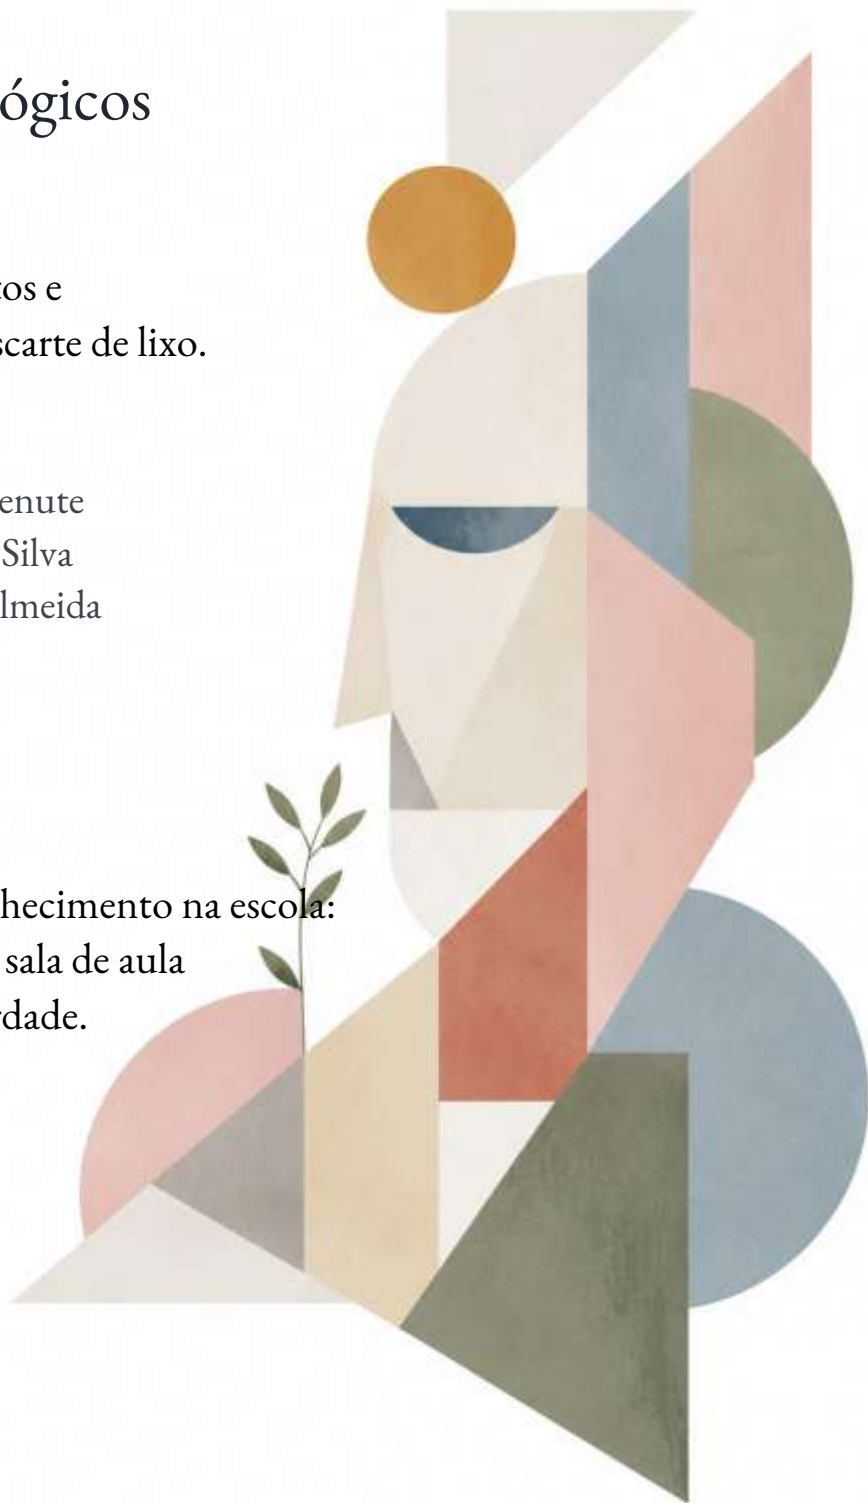 ógicos
os e
scarte de lixo.
enute
Silva
lmeida
hecimento na escola:
sala de aula
dade.